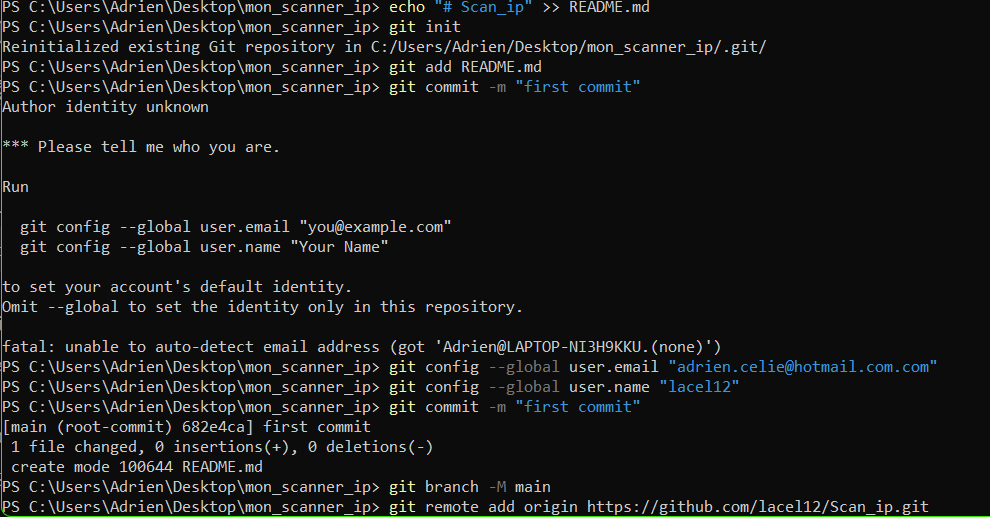 PS C:\Users\Adrien\Desktop\mon_scanner_ip> echo "# Scan_ip" >> README.md
PS C:\Users\Adrien\Desktop\mon_scanner_ip> git init
Reinitialized existing Git repository in C:/Users/Adrien/Desktop/mon_scanner_ip/.git/
PS C:\Users\Adrien\Desktop\mon_scanner_ip> git add README.md
PS C:\Users\Adrien\Desktop\mon_scanner_ip> git commit -m "first commit"
Author identity unknown

*** Please tell me who you are.

Run

  git config --global user.email "you@example.com"
  git config --global user.name "Your Name"

to set your account's default identity.
Omit --global to set the identity only in this repository.

fatal: unable to auto-detect email address (got 'Adrien@LAPTOP-NI3H9KKU.(none)')
PS C:\Users\Adrien\Desktop\mon_scanner_ip> git config --global user.email "adrien.celie@hotmail.com.com"
PS C:\Users\Adrien\Desktop\mon_scanner_ip> git config --global user.name "lacel12"
PS C:\Users\Adrien\Desktop\mon_scanner_ip> git commit -m "first commit"
[main (root-commit) 682e4ca] first commit
 1 file changed, 0 insertions(+), 0 deletions(-)
 create mode 100644 README.md
PS C:\Users\Adrien\Desktop\mon_scanner_ip> git branch -M main
PS C:\Users\Adrien\Desktop\mon_scanner_ip> git remote add origin https://github.com/lacel12/Scan_ip.git